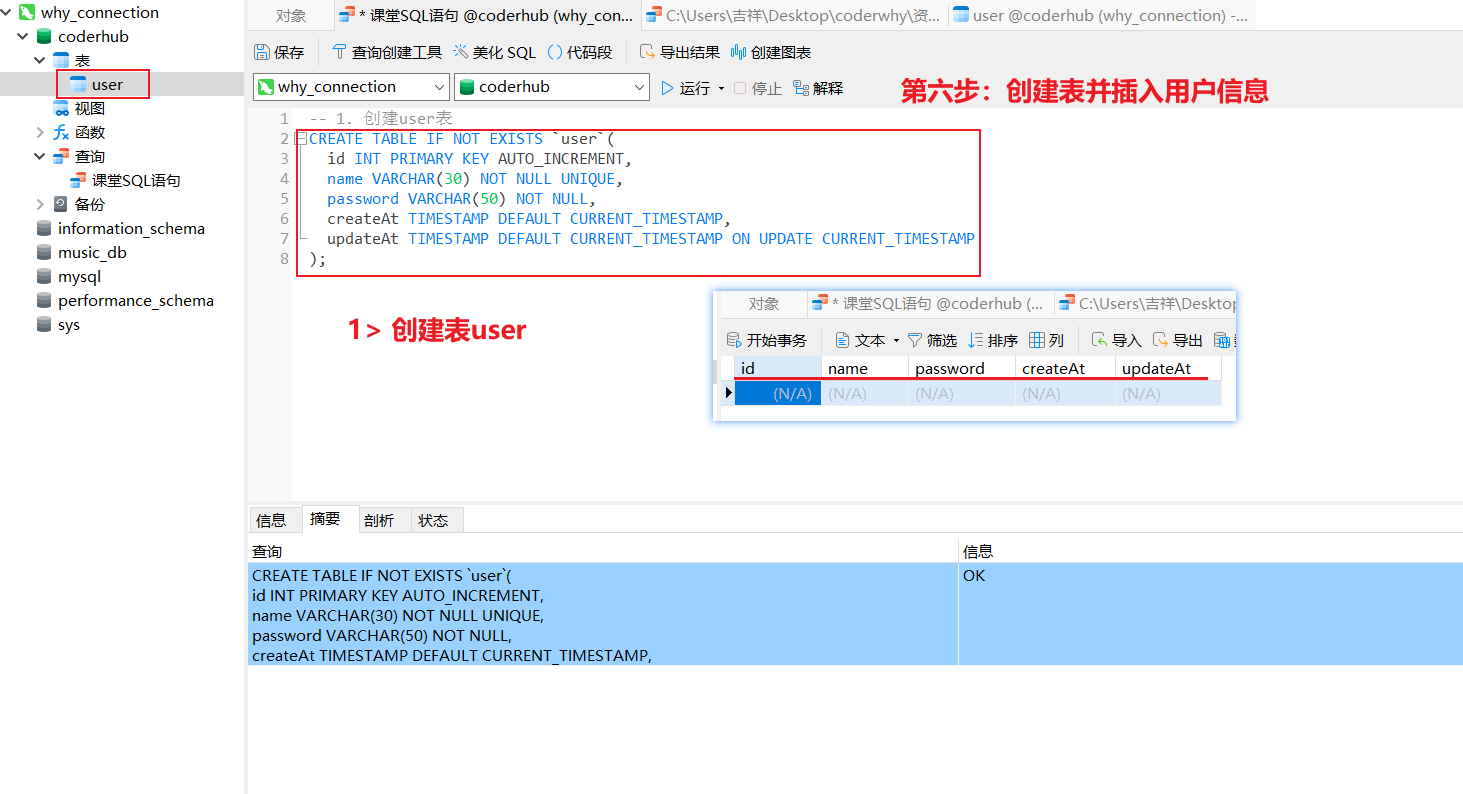 why_connection
coderhub
表
user
视图
函数
查询
课堂SQL语句
备份
information_schema
music_db
mysql
performance_schema
sys
对象
* 课堂SQL语句 @coderhub (why_con...
C:\Users\吉祥\Desktop\coderwhy\资...
user @coderhub (why_connection) -...
保存 查询创建工具 美化 SQL () 代码段 导出结果 创建图表
why_connection coderhub 运行 停止 解释
第六步：创建表并插入用户信息
1 -- 1. 创建user表
2 CREATE TABLE IF NOT EXISTS `user`(
3 id INT PRIMARY KEY AUTO_INCREMENT,
4 name VARCHAR(30) NOT NULL UNIQUE,
5 password VARCHAR(50) NOT NULL,
6 createAt TIMESTAMP DEFAULT CURRENT_TIMESTAMP,
7 updateAt TIMESTAMP DEFAULT CURRENT_TIMESTAMP ON UPDATE CURRENT_TIMESTAMP
8 );
1> 创建表user
对象 * 课堂SQL语句 @coderhub (... C:\Users\吉祥\Desktop
开始事务 文本 筛选 排序 列 导入 导出
id name password createAt updateAt
(N/A) (N/A) (N/A) (N/A) (N/A)
信息 摘要 剖析 状态
查询 信息
CREATE TABLE IF NOT EXISTS `user`( OK
id INT PRIMARY KEY AUTO_INCREMENT,
name VARCHAR(30) NOT NULL UNIQUE,
password VARCHAR(50) NOT NULL,
createAt TIMESTAMP DEFAULT CURRENT_TIMESTAMP,